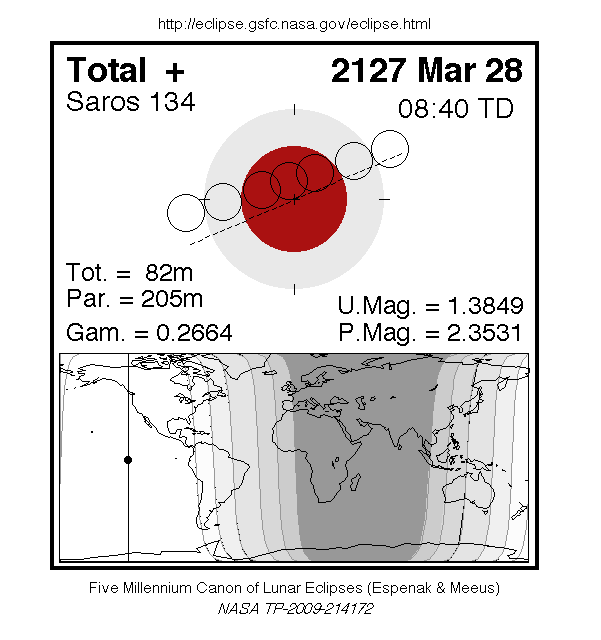 http://eclipse.gsfc.nasa.gov/eclipse.html
Total + 2127 Mar 28
Saros 134 08:40 TD
Tot. = 82m
Par. = 205m U.Mag. = 1.3849
Gam. = 0.2664 P.Mag. = 2.3531
Five Millennium Canon of Lunar Eclipses (Espenak & Meeus)
NASA TP-2009-214172